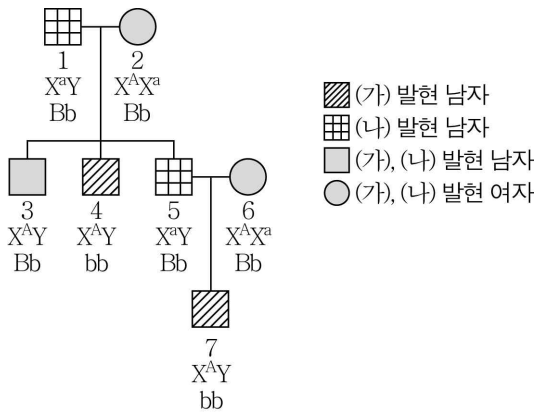 1
XᵃY
Bb
2
XᴬXᵃ
Bb
(가) 발현 남자
(나) 발현 남자
(가), (나) 발현 남자
(가), (나) 발현 여자
3
XᴬY
Bb
4
XᴬY
bb
5
XᵃY
Bb
6
XᴬXᵃ
Bb
7
XᴬY
bb